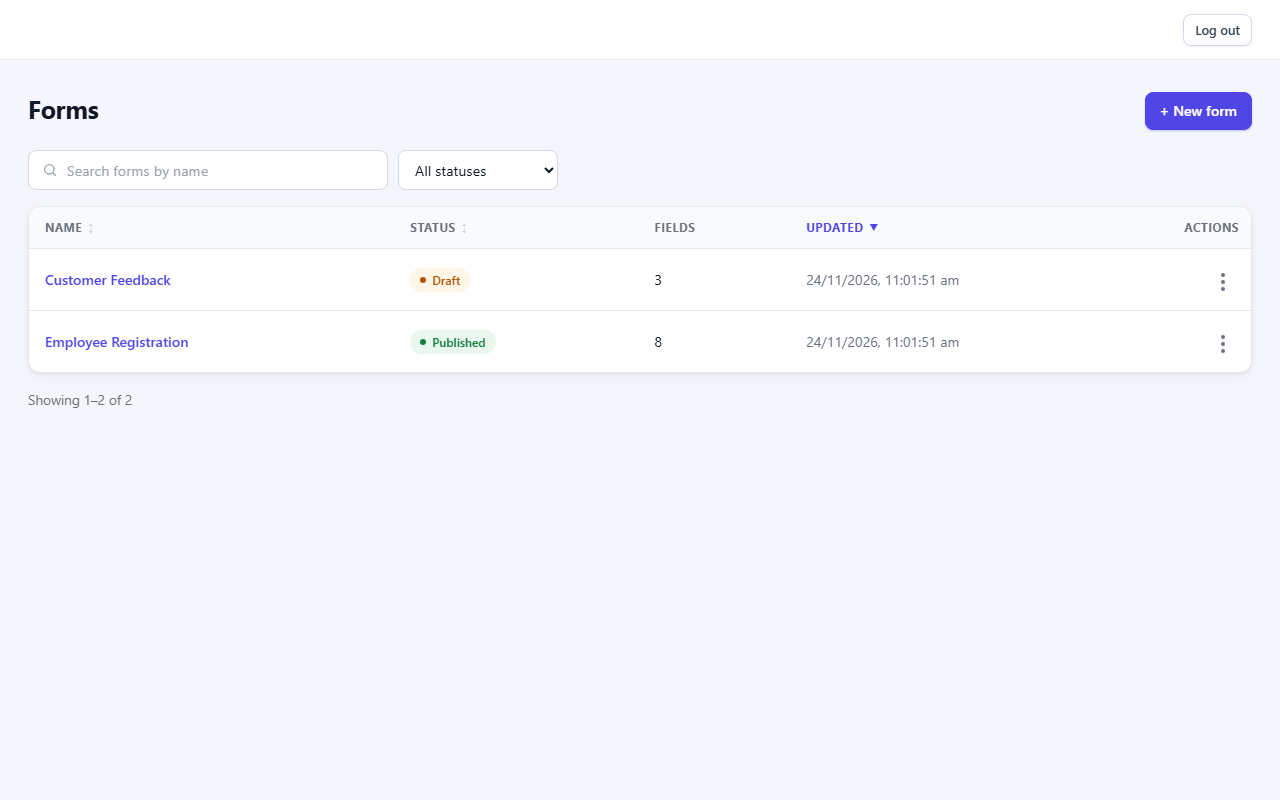 Log out
Forms
+ New form
Search forms by name
All statuses
NAME STATUS FIELDS UPDATED ACTIONS
Customer Feedback Draft 3 24/11/2026, 11:01:51 am
Employee Registration Published 8 24/11/2026, 11:01:51 am
Showing 1–2 of 2